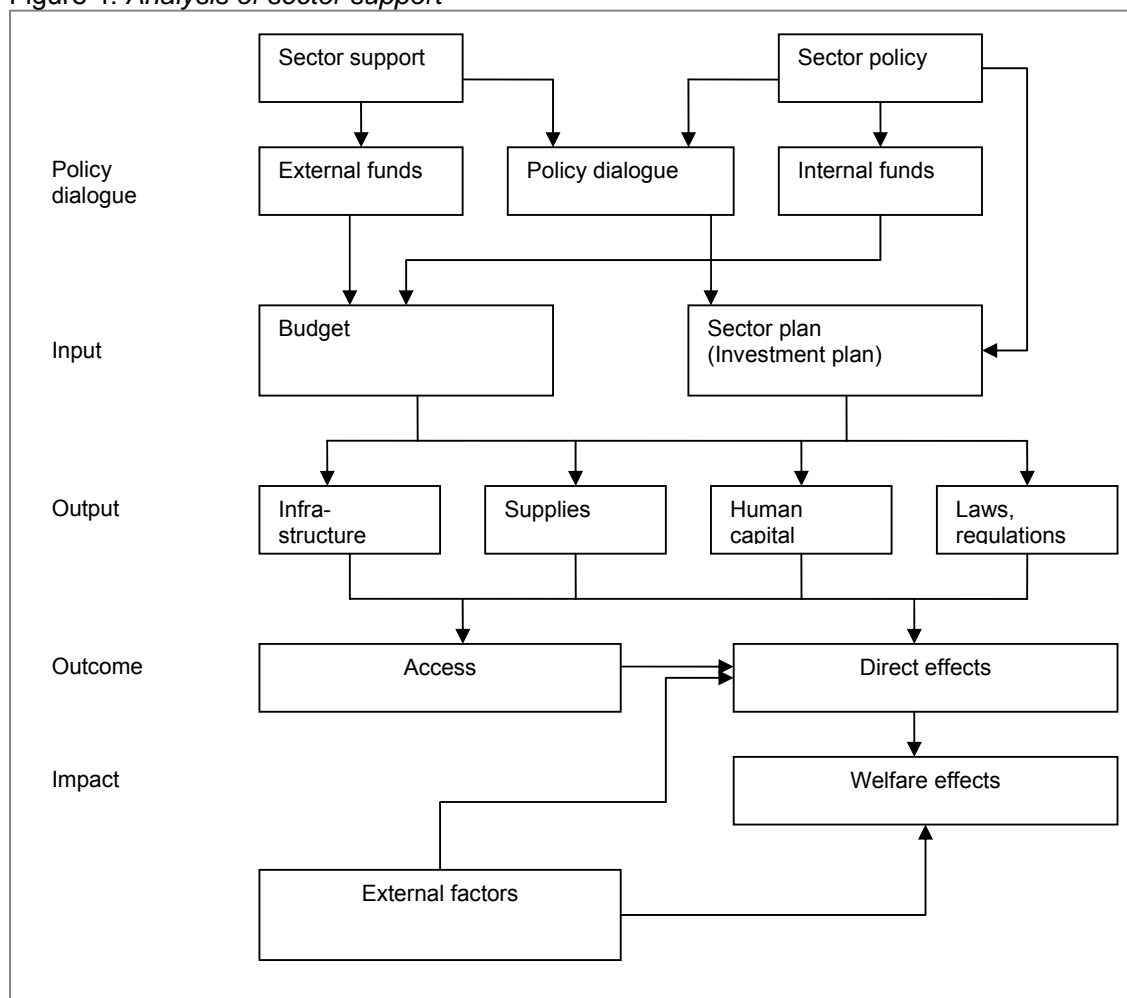 Figure 1. Analysis of sector support
Sector support
Sector policy
Policy
dialogue
External funds
Policy dialogue
Internal funds
Input
Budget
Sector plan
(Investment plan)
Output
Infra-
structure
Supplies
Human
capital
Laws,
regulations
Outcome
Access
Direct effects
Impact
Welfare effects
External factors